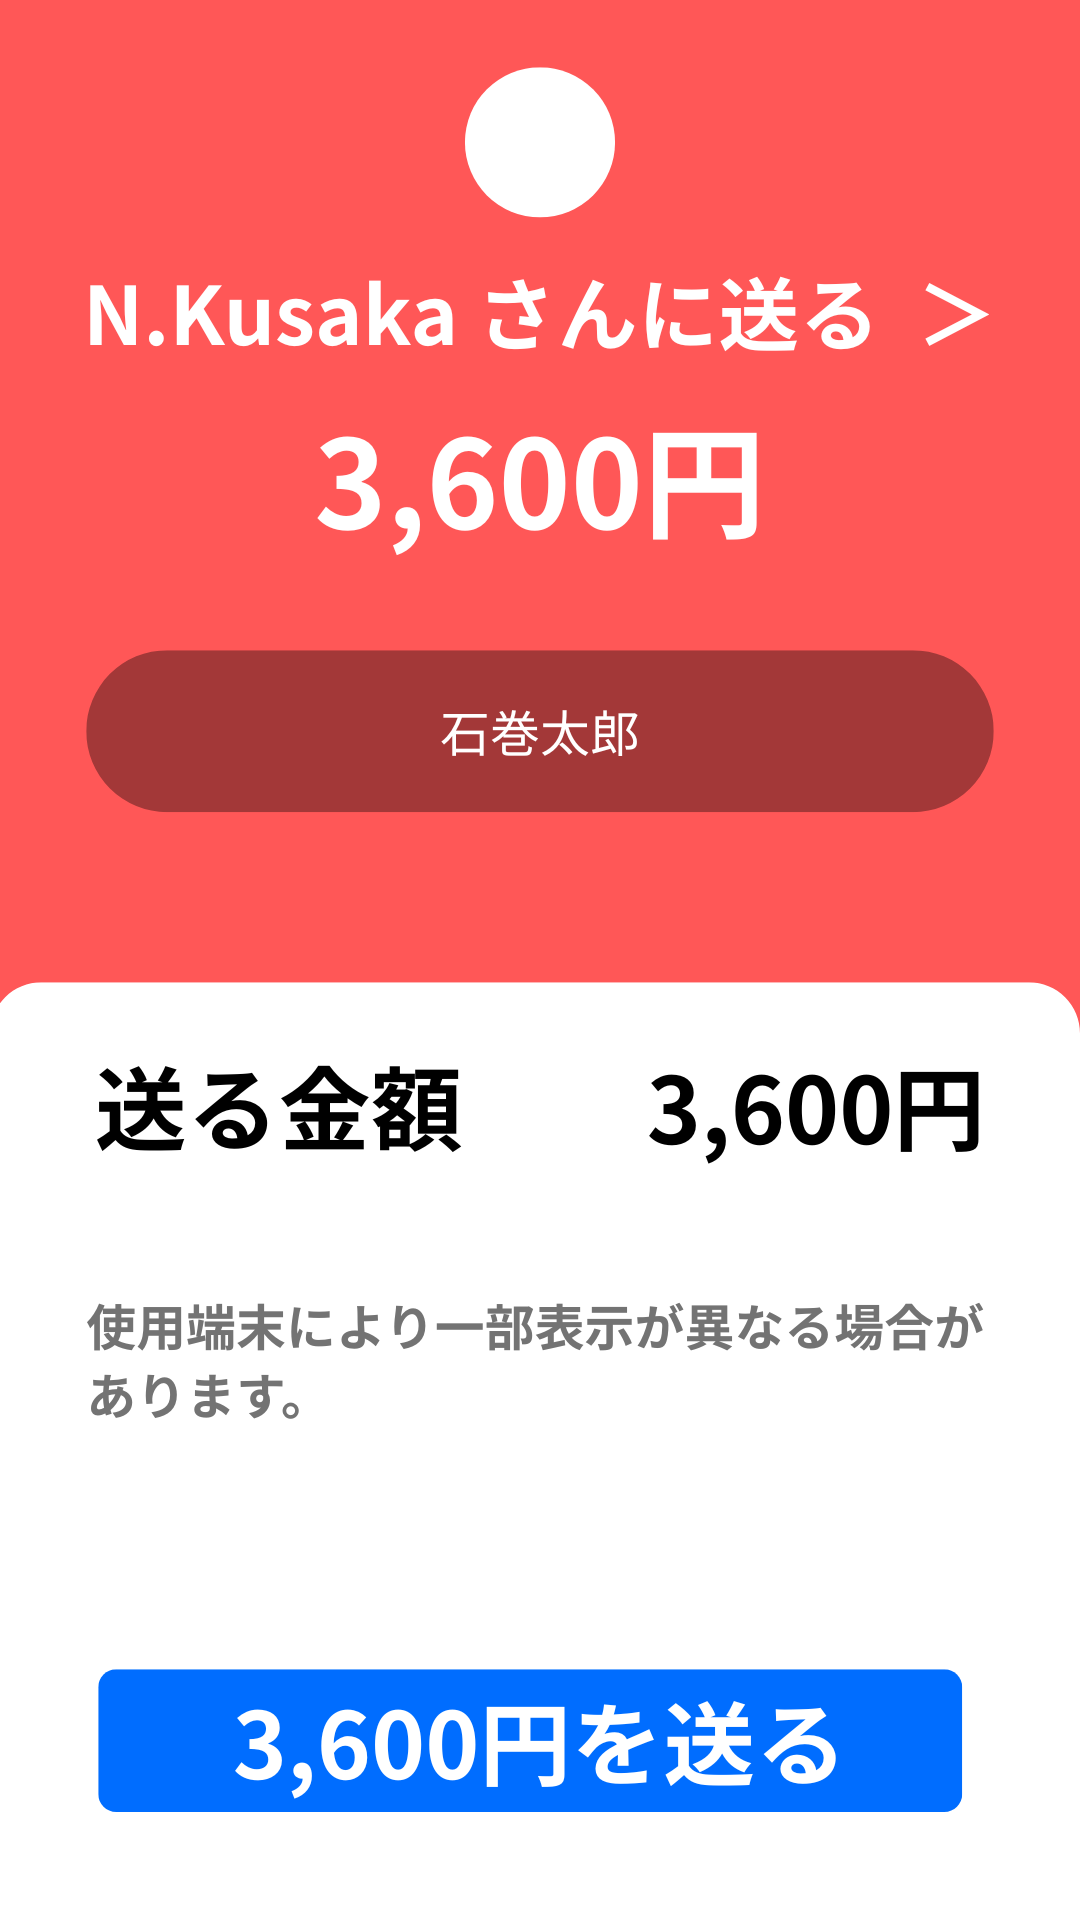 N.Kusaka さんに送る ＞
3,600円
石巻太郎
送る金額 3,600円
使用端末により一部表示が異なる場合が
あります。
3,600円を送る